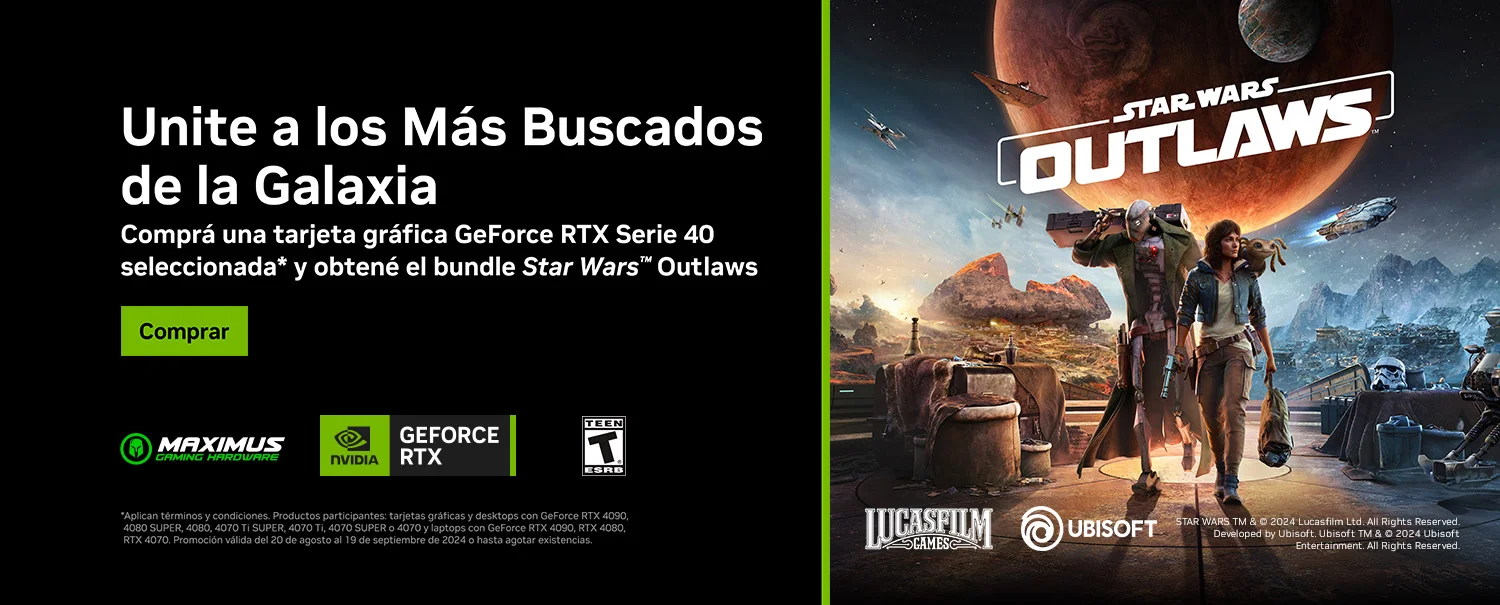 Unite a los Más Buscados
de la Galaxia
Comprá una tarjeta gráfica GeForce RTX Serie 40
seleccionada* y obtené el bundle Star Wars™ Outlaws
Comprar
MAXIMUS
GAMING HARDWARE
NVIDIA
GEFORCE
RTX
TEEN
T
ESRB
*Aplican términos y condiciones. Productos participantes: tarjetas gráficas y desktops con GeForce RTX 4090,
4080 SUPER, 4080, 4070 Ti SUPER, 4070 Ti, 4070 SUPER o 4070 y laptops con GeForce RTX 4090, RTX 4080,
RTX 4070. Promoción válida del 20 de agosto al 19 de septiembre de 2024 o hasta agotar existencias.
STAR WARS
OUTLAWS™
LUCASFILM
GAMES
UBISOFT
STAR WARS TM & © 2024 Lucasfilm Ltd. All Rights Reserved.
Developed by Ubisoft. Ubisoft TM & © 2024 Ubisoft
Entertainment. All Rights Reserved.